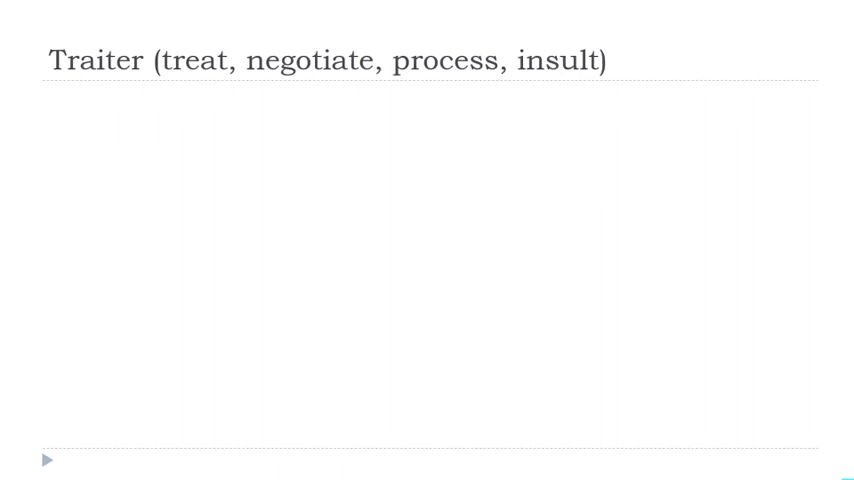 Traiter (treat, negotiate, process, insult)